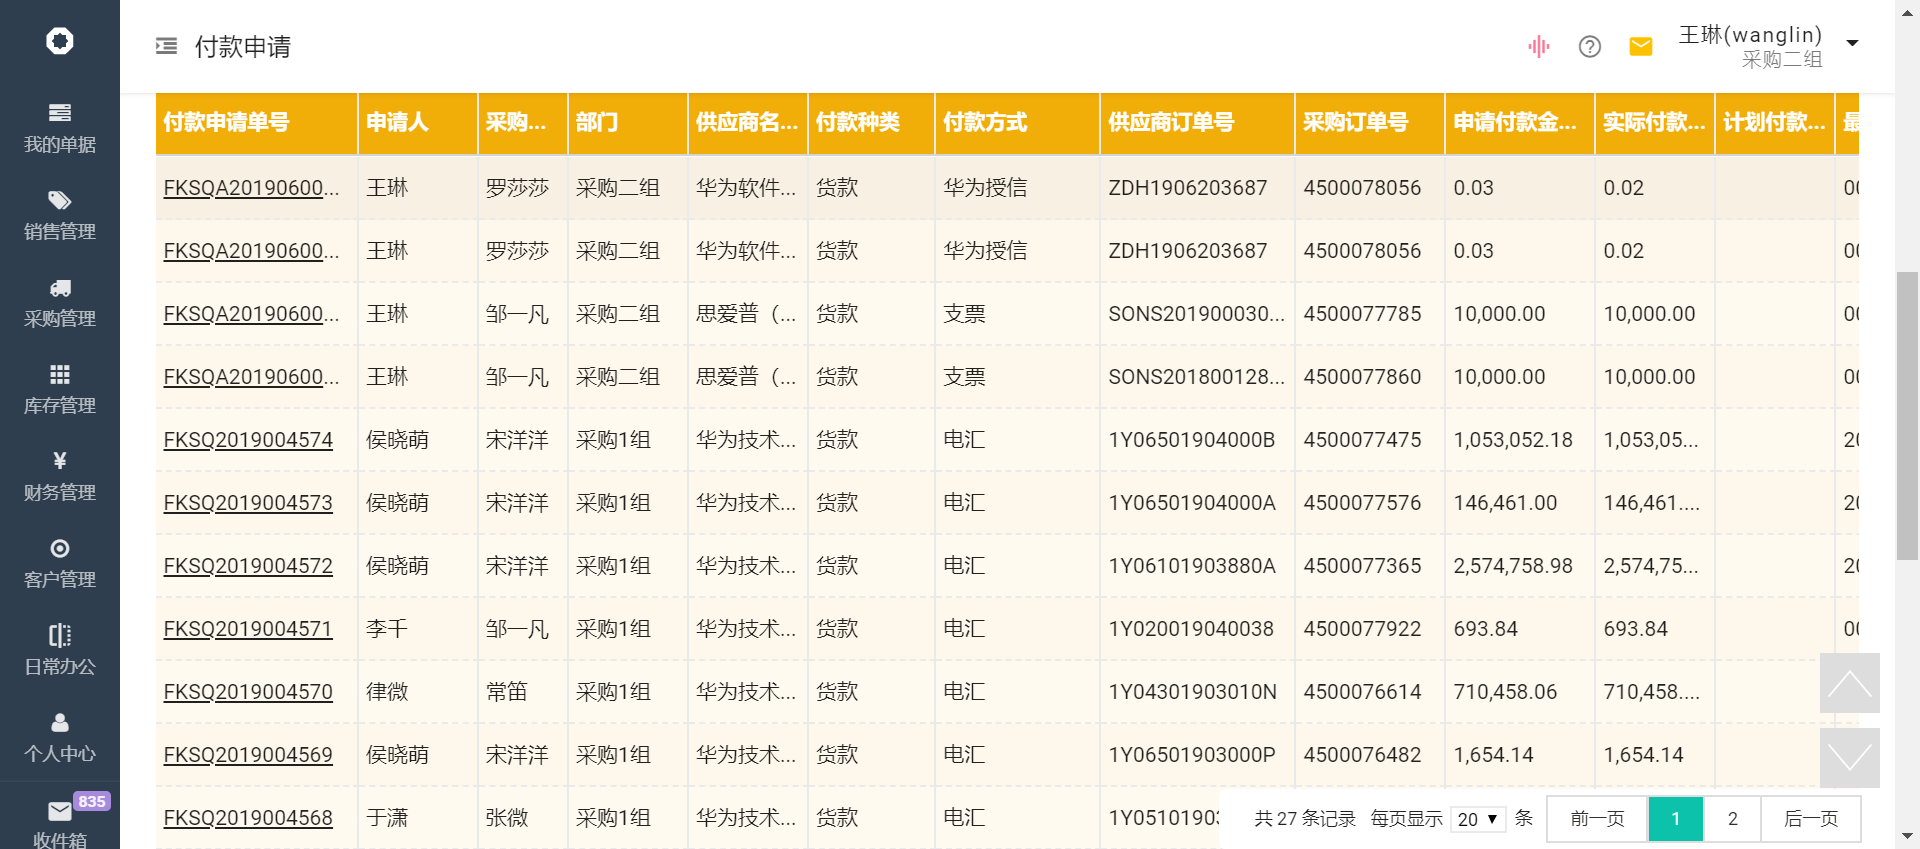 付款申请
王琳(wanglin)
采购二组
我的单据
销售管理
采购管理
库存管理
¥
财务管理
客户管理
日常办公
个人中心
835
收件箱
付款申请单号 申请人 采购... 部门 供应商名... 付款种类 付款方式 供应商订单号 采购订单号 申请付款金... 实际付款... 计划付款... 最
FKSQA20190600... 王琳 罗莎莎 采购二组 华为软件... 货款 华为授信 ZDH1906203687 4500078056 0.03 0.02 00
FKSQA20190600... 王琳 罗莎莎 采购二组 华为软件... 货款 华为授信 ZDH1906203687 4500078056 0.03 0.02 00
FKSQA20190600... 王琳 邹一凡 采购二组 思爱普（... 货款 支票 SONS201900030... 4500077785 10,000.00 10,000.00 00
FKSQA20190600... 王琳 邹一凡 采购二组 思爱普（... 货款 支票 SONS201800128... 4500077860 10,000.00 10,000.00 00
FKSQ2019004574 侯晓萌 宋洋洋 采购1组 华为技术... 货款 电汇 1Y06501904000B 4500077475 1,053,052.18 1,053,05... 20
FKSQ2019004573 侯晓萌 宋洋洋 采购1组 华为技术... 货款 电汇 1Y06501904000A 4500077576 146,461.00 146,461.... 20
FKSQ2019004572 侯晓萌 宋洋洋 采购1组 华为技术... 货款 电汇 1Y06101903880A 4500077365 2,574,758.98 2,574,75... 20
FKSQ2019004571 李千 邹一凡 采购1组 华为技术... 货款 电汇 1Y020019040038 4500077922 693.84 693.84 00
FKSQ2019004570 律微 常笛 采购1组 华为技术... 货款 电汇 1Y04301903010N 4500076614 710,458.06 710,458....
FKSQ2019004569 侯晓萌 宋洋洋 采购1组 华为技术... 货款 电汇 1Y06501903000P 4500076482 1,654.14 1,654.14
FKSQ2019004568 于潇 张微 采购1组 华为技术... 货款 电汇 1Y05101903
共 27 条记录 每页显示 20 条 前一页 1 2 后一页